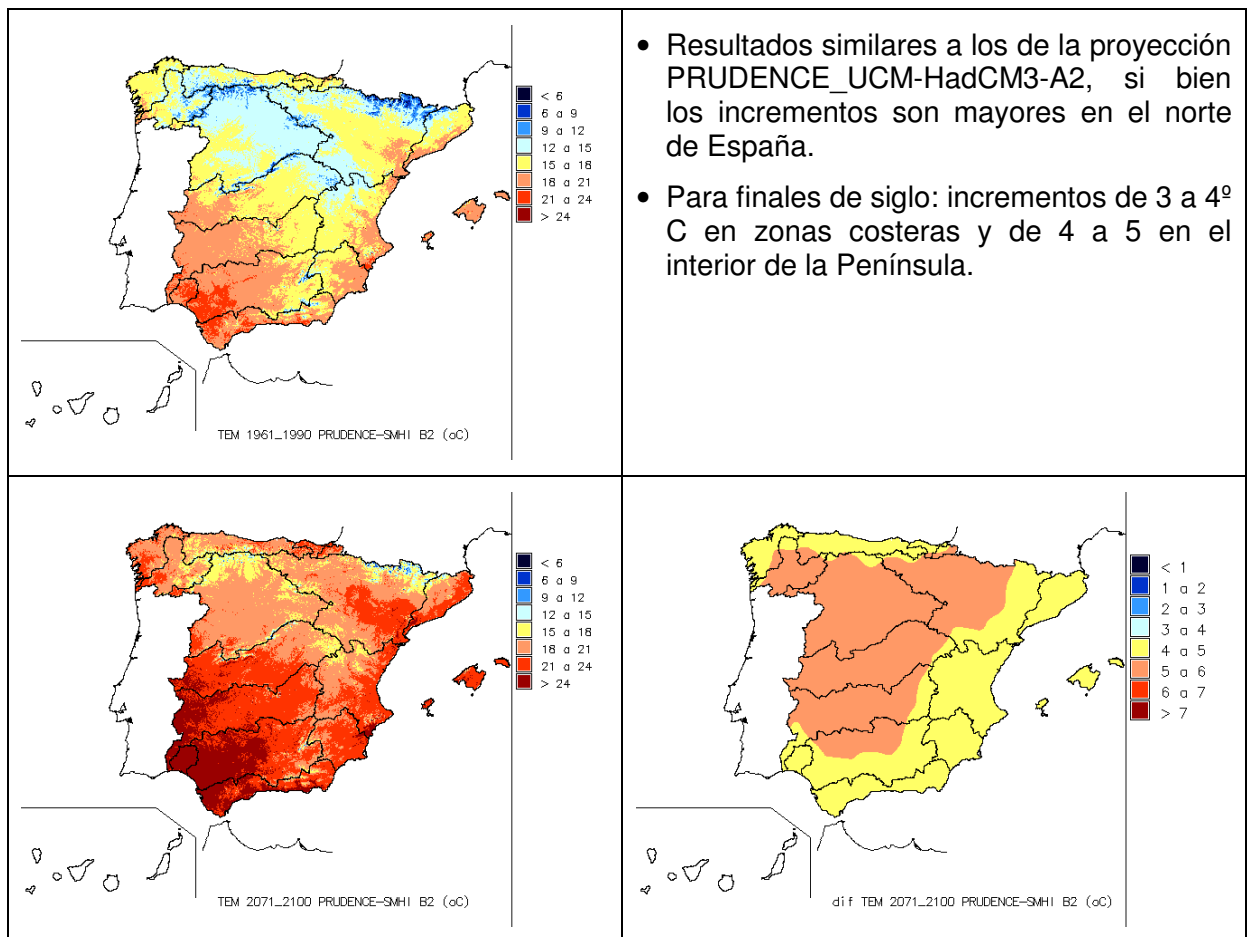 < 6
6 a 9
9 a 12
12 a 15
15 a 18
18 a 21
21 a 24
> 24
TEM 1961_1990 PRUDENCE-SMHI B2 (oC)
• Resultados similares a los de la proyección
PRUDENCE_UCM-HadCM3-A2, si bien
los incrementos son mayores en el norte
de España.
• Para finales de siglo: incrementos de 3 a 4º
C en zonas costeras y de 4 a 5 en el
interior de la Península.
< 6
6 a 9
9 a 12
12 a 15
15 a 18
18 a 21
21 a 24
> 24
TEM 2071_2100 PRUDENCE-SMHI B2 (oC)
< 1
1 a 2
2 a 3
3 a 4
4 a 5
5 a 6
6 a 7
> 7
dif TEM 2071_2100 PRUDENCE-SMHI B2 (oC)